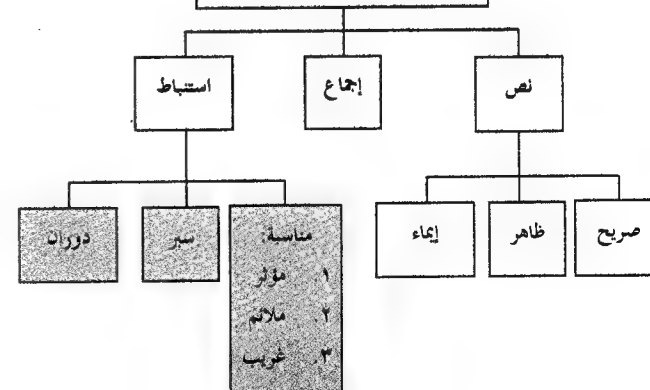 نص
إجماع
استنباط
صريح
ظاهر
إيماء
مناسبة:
١. مؤثر
٢. ملائم
٣. غريب
سبر
دوران